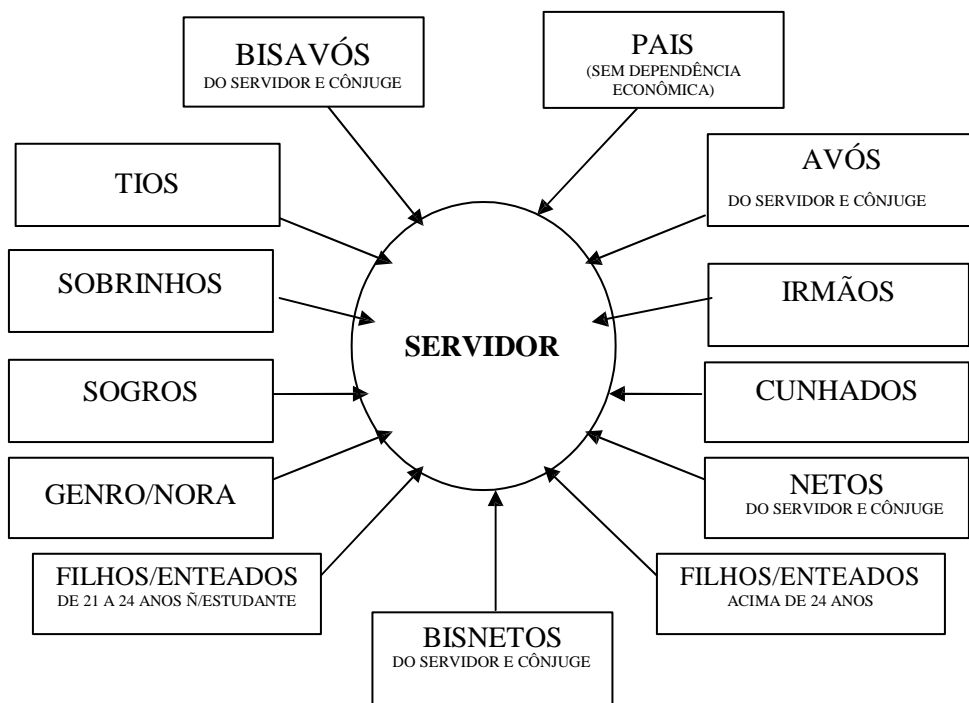 BISAVÓS
DO SERVIDOR E CÔNJUGE
PAIS
(SEM DEPENDÊNCIA
ECONÔMICA)
TIOS
AVÓS
DO SERVIDOR E CÔNJUGE
SOBRINHOS
IRMÃOS
SERVIDOR
SOGROS
CUNHADOS
GENRO/NORA
NETOS
DO SERVIDOR E CÔNJUGE
FILHOS/ENTEADOS
DE 21 A 24 ANOS Ñ/ESTUDANTE
FILHOS/ENTEADOS
ACIMA DE 24 ANOS
BISNETOS
DO SERVIDOR E CÔNJUGE